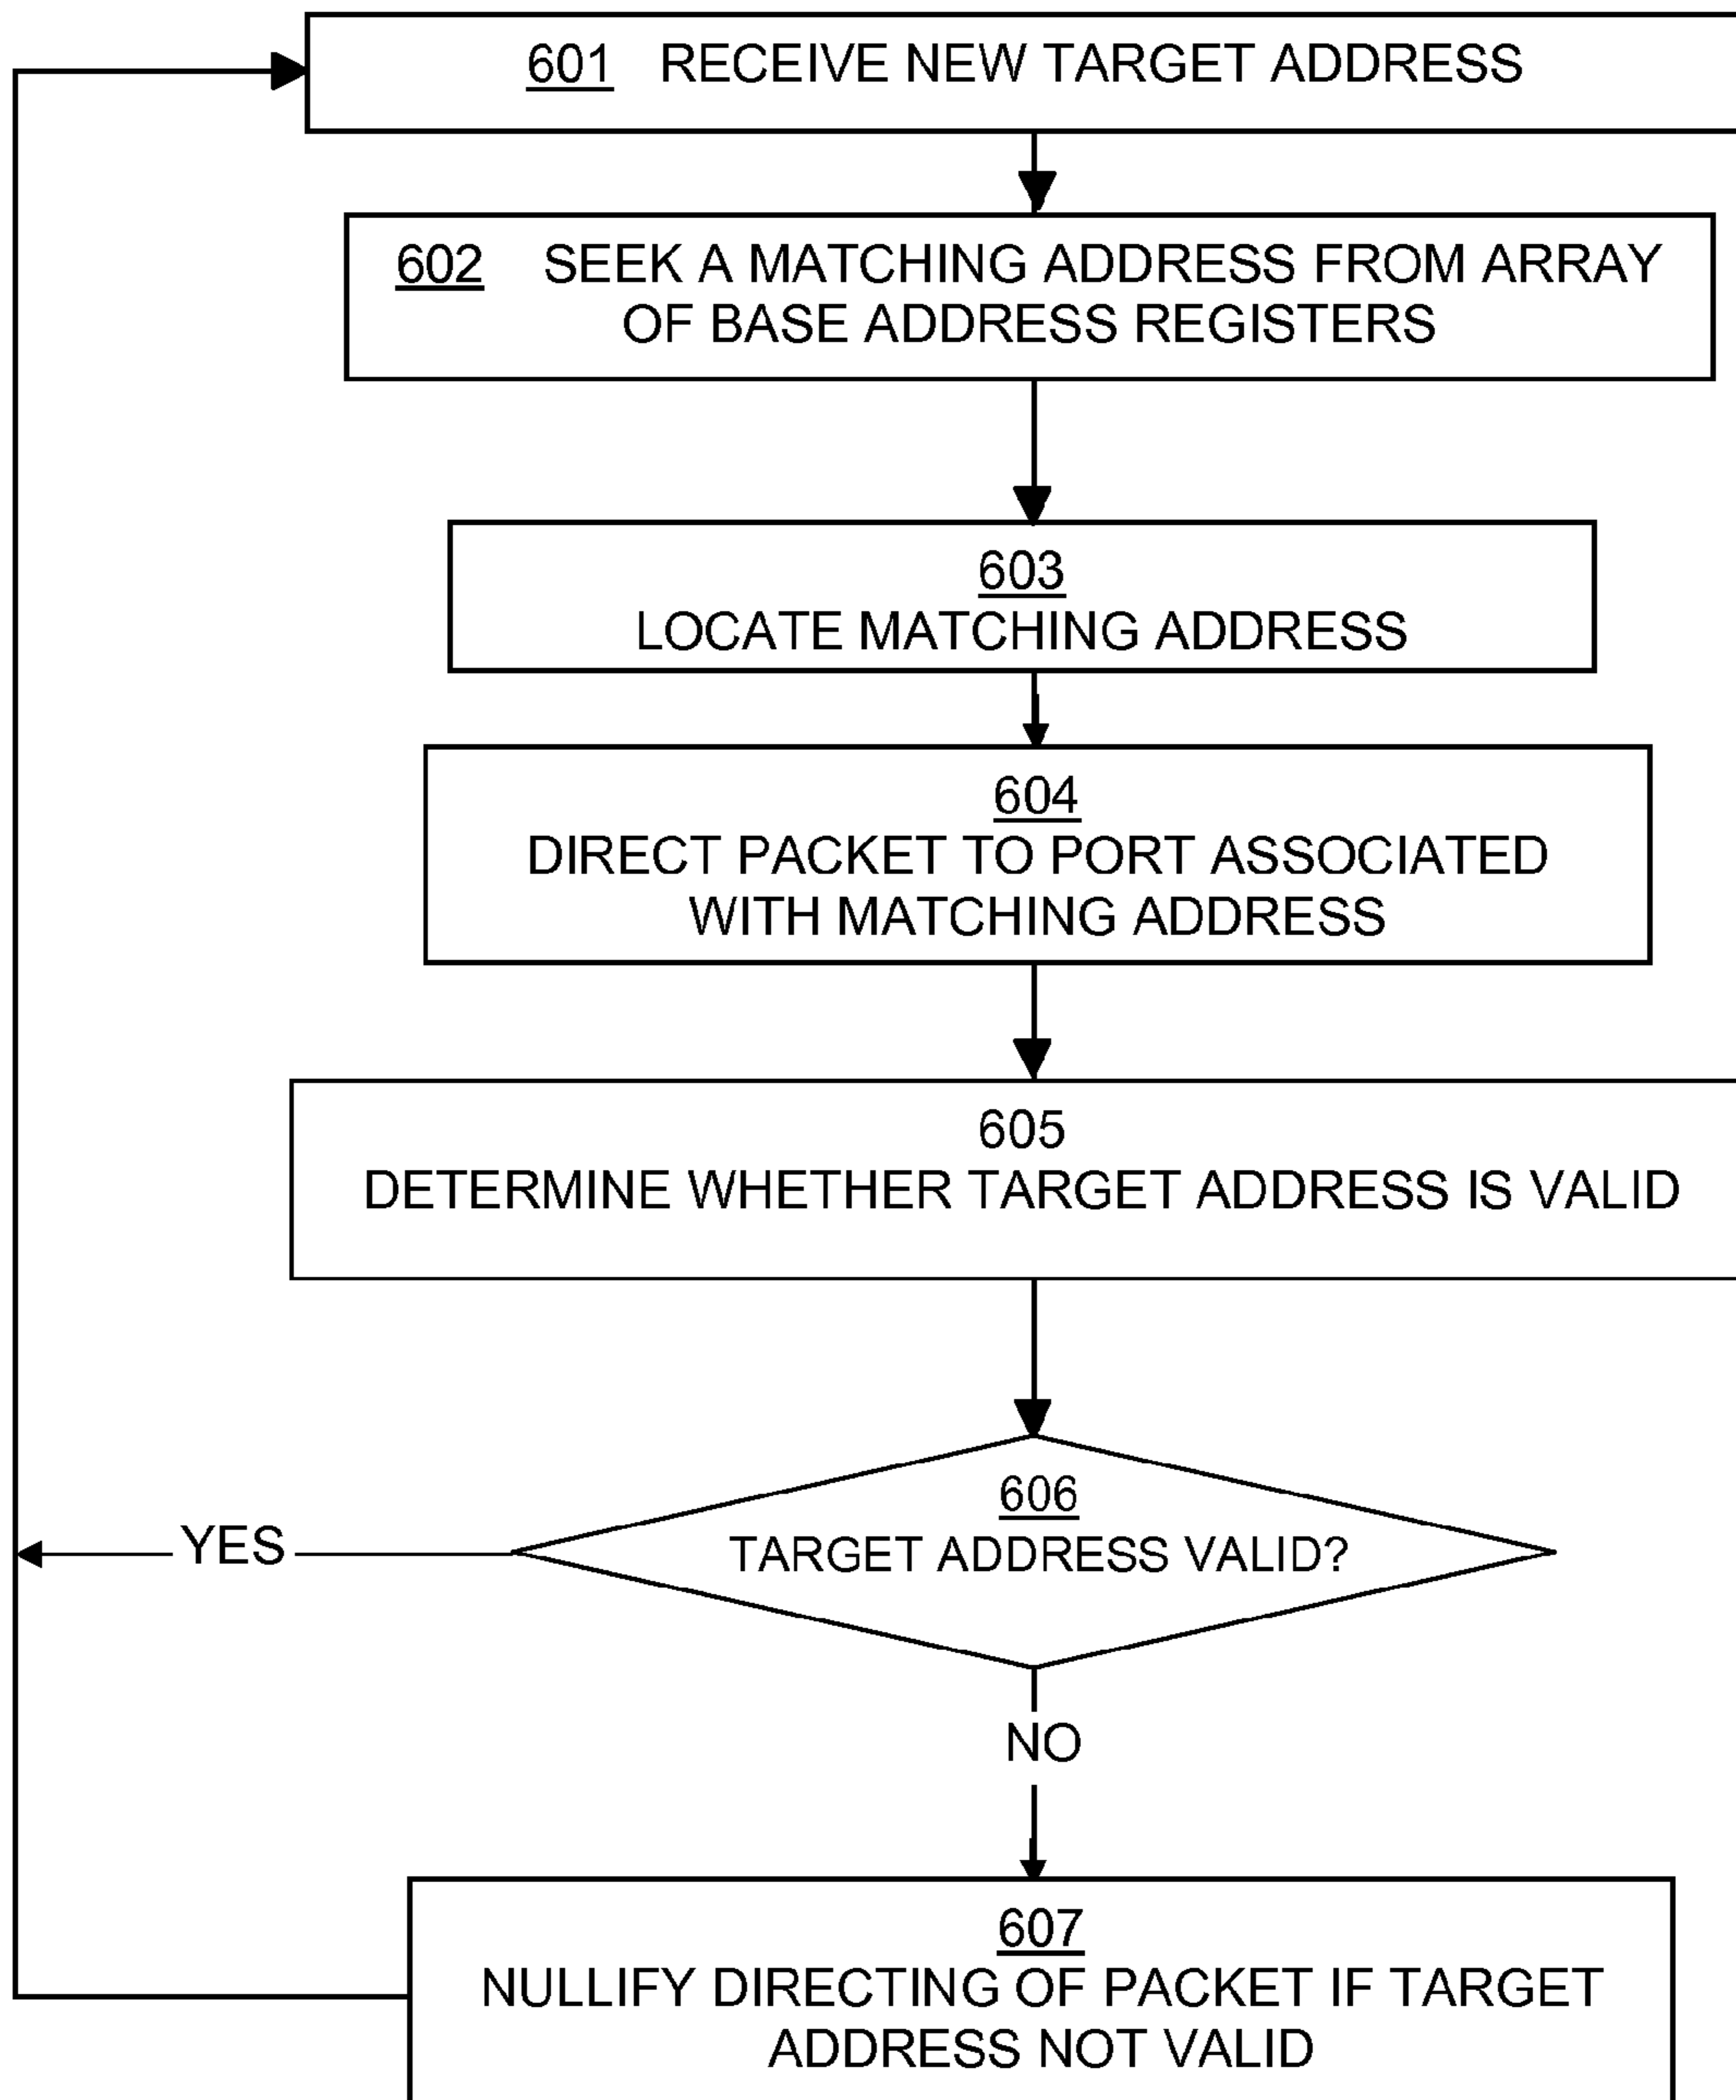 601 RECEIVE NEW TARGET ADDRESS
602 SEEK A MATCHING ADDRESS FROM ARRAY
OF BASE ADDRESS REGISTERS
603
LOCATE MATCHING ADDRESS
604
DIRECT PACKET TO PORT ASSOCIATED
WITH MATCHING ADDRESS
605
DETERMINE WHETHER TARGET ADDRESS IS VALID
606
TARGET ADDRESS VALID?
YES
NO
607
NULLIFY DIRECTING OF PACKET IF TARGET
ADDRESS NOT VALID